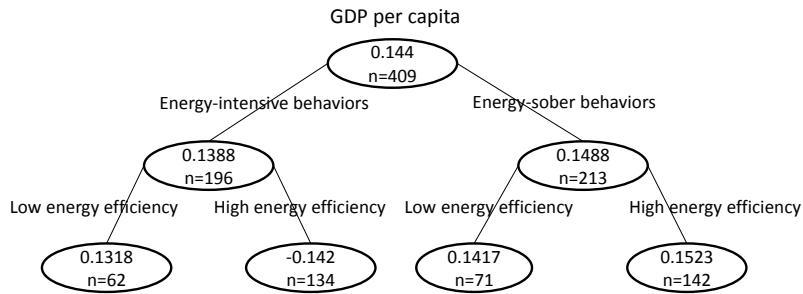 GDP per capita
0.144
n=409
Energy-intensive behaviors
Energy-sober behaviors
0.1388
n=196
0.1488
n=213
Low energy efficiency
High energy efficiency
Low energy efficiency
High energy efficiency
0.1318
n=62
-0.142
n=134
0.1417
n=71
0.1523
n=142